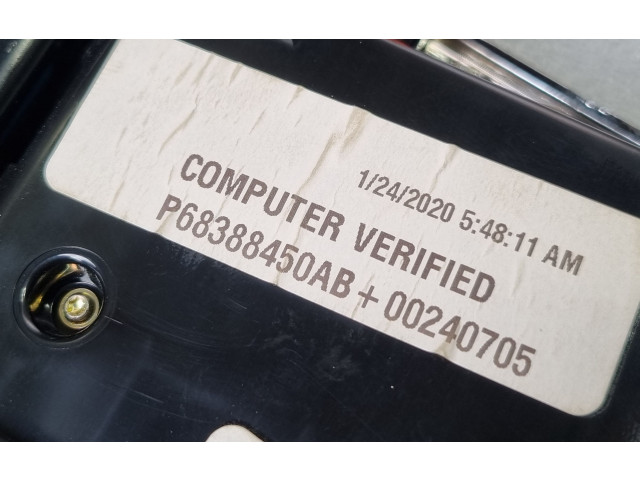 1/24/2020 5:48:11 AM
COMPUTER VERIFIED
P68388450AB + 00240705